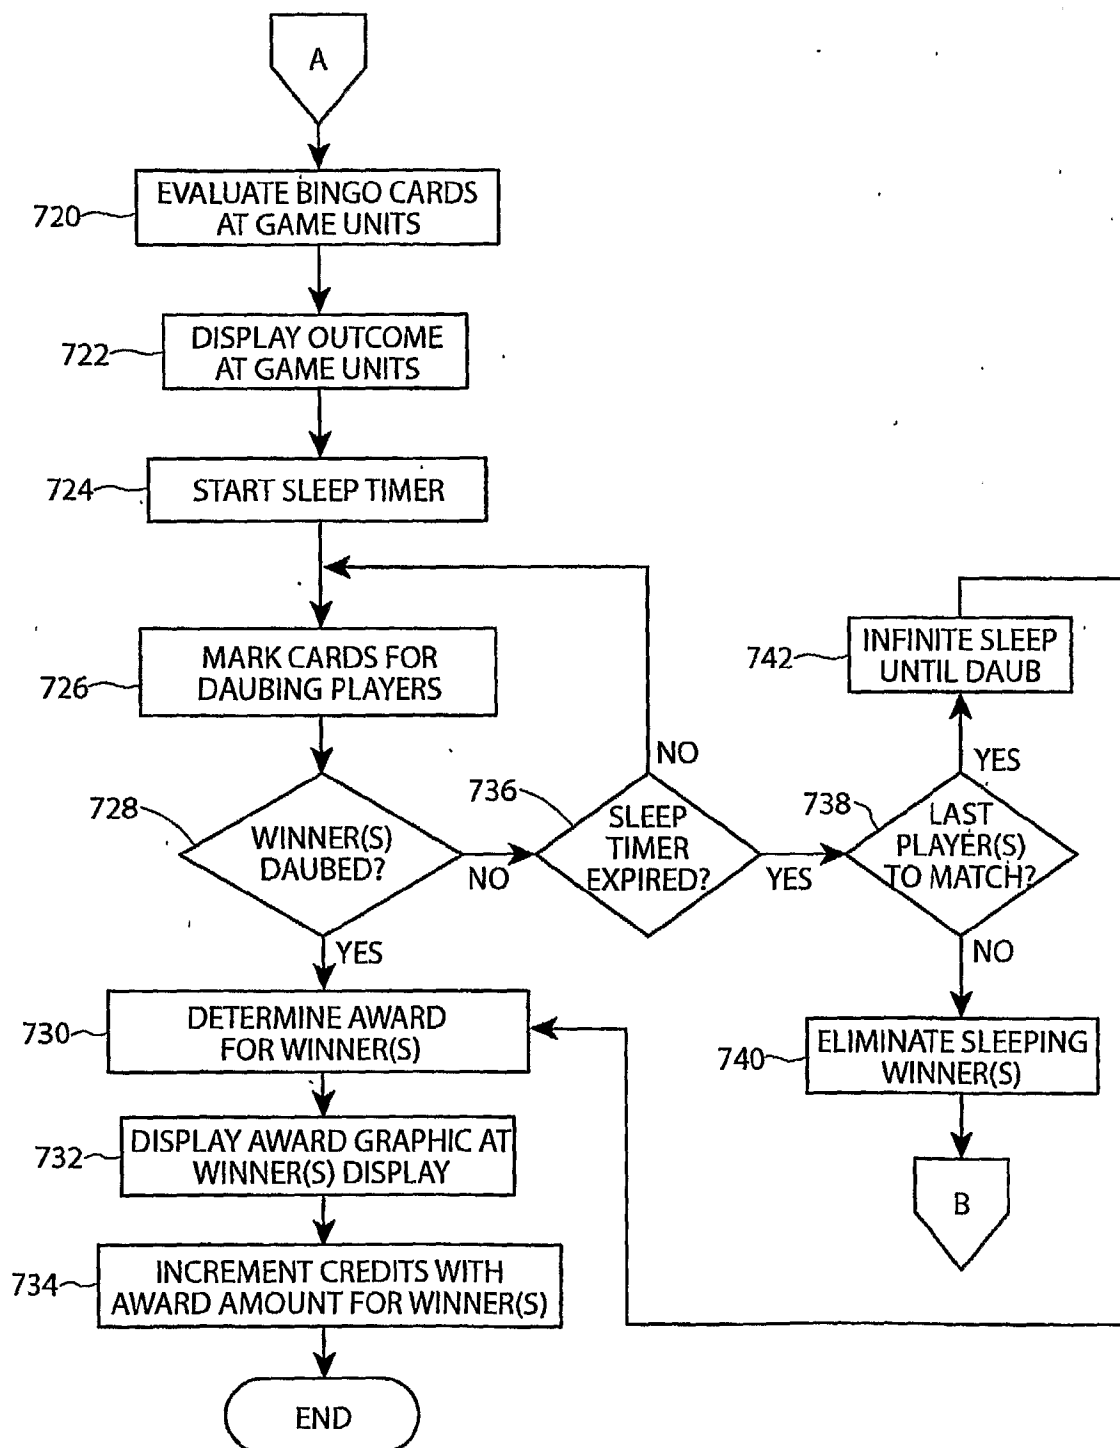 A
EVALUATE BINGO CARDS
AT GAME UNITS
720
DISPLAY OUTCOME
AT GAME UNITS
722
START SLEEP TIMER
724
MARK CARDS FOR
DAUBING PLAYERS
726
INFINITE SLEEP
UNTIL DAUB
742
WINNER(S)
DAUBED?
728
NO
YES
SLEEP
TIMER
EXPIRED?
736
NO
YES
LAST
PLAYER(S)
TO MATCH?
738
YES
NO
DETERMINE AWARD
FOR WINNER(S)
730
ELIMINATE SLEEPING
WINNER(S)
740
DISPLAY AWARD GRAPHIC AT
WINNER(S) DISPLAY
732
B
INCREMENT CREDITS WITH
AWARD AMOUNT FOR WINNER(S)
734
END